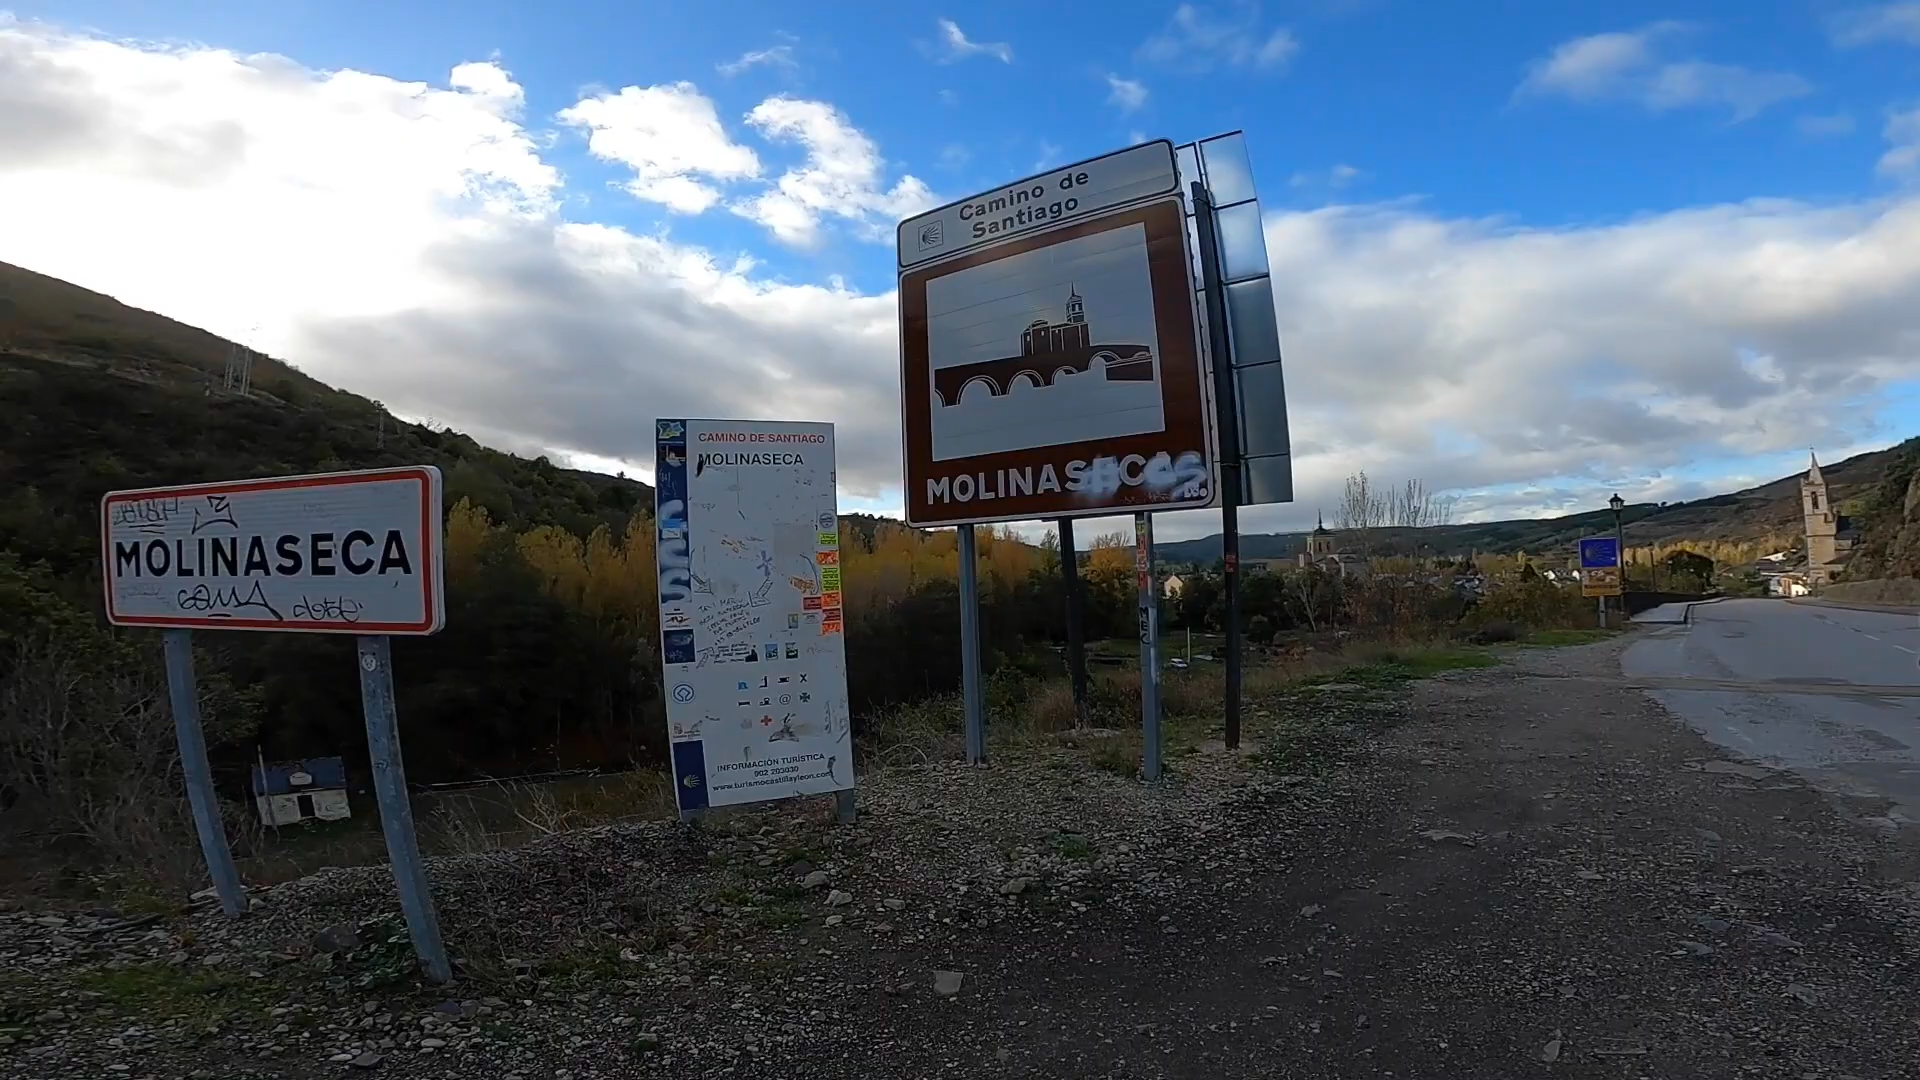 MOLINASECA
CAMINO DE SANTIAGO
MOLINASECA
INFORMACIÓN TURÍSTICA
902 203030
www.turismocastillayleon.com
Camino de
Santiago
MOLINASECA